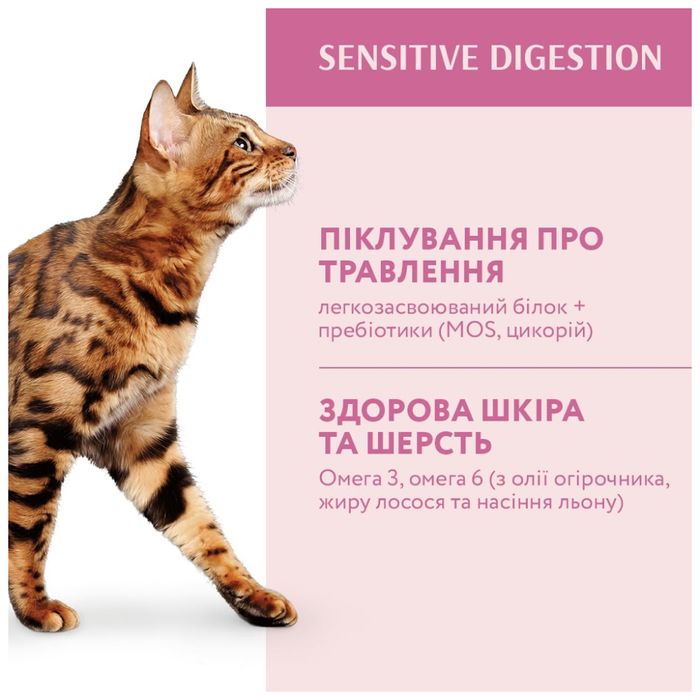 SENSITIVE DIGESTION
ПІКЛУВАННЯ ПРО
ТРАВЛЕННЯ
легкозасвоюваний білок +
пребіотики (MOS, цикорій)
ЗДОРОВА ШКІРА
ТА ШЕРСТЬ
Омега 3, омега 6 (з олії огірочника,
жиру лосося та насіння льону)